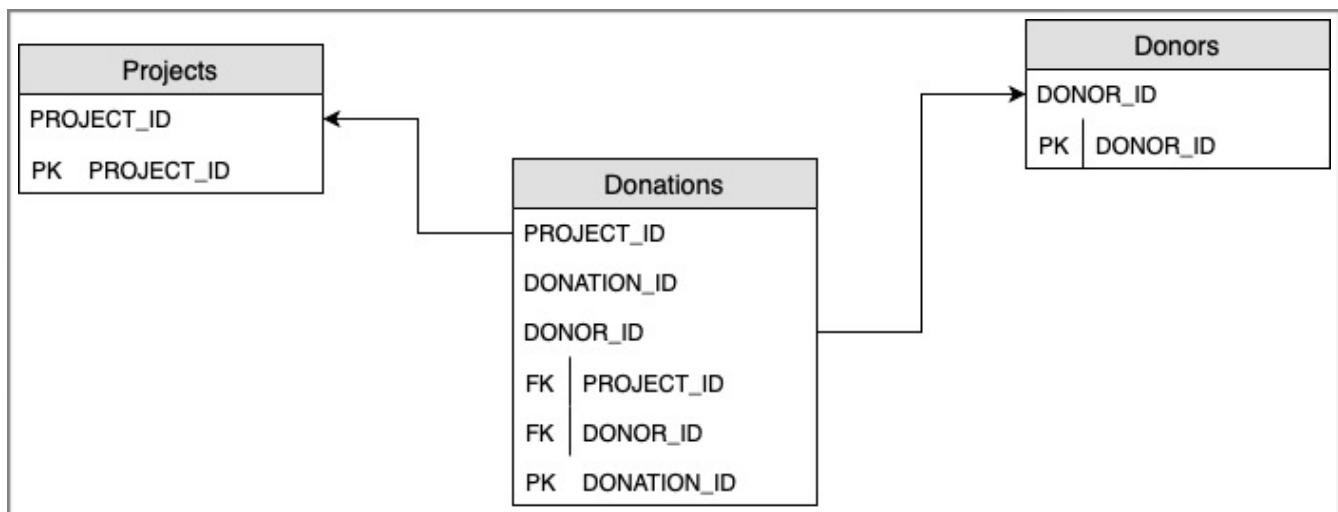 Projects
PROJECT_ID
PK PROJECT_ID
Donations
PROJECT_ID
DONATION_ID
DONOR_ID
FK PROJECT_ID
FK DONOR_ID
PK DONATION_ID
Donors
DONOR_ID
PK DONOR_ID